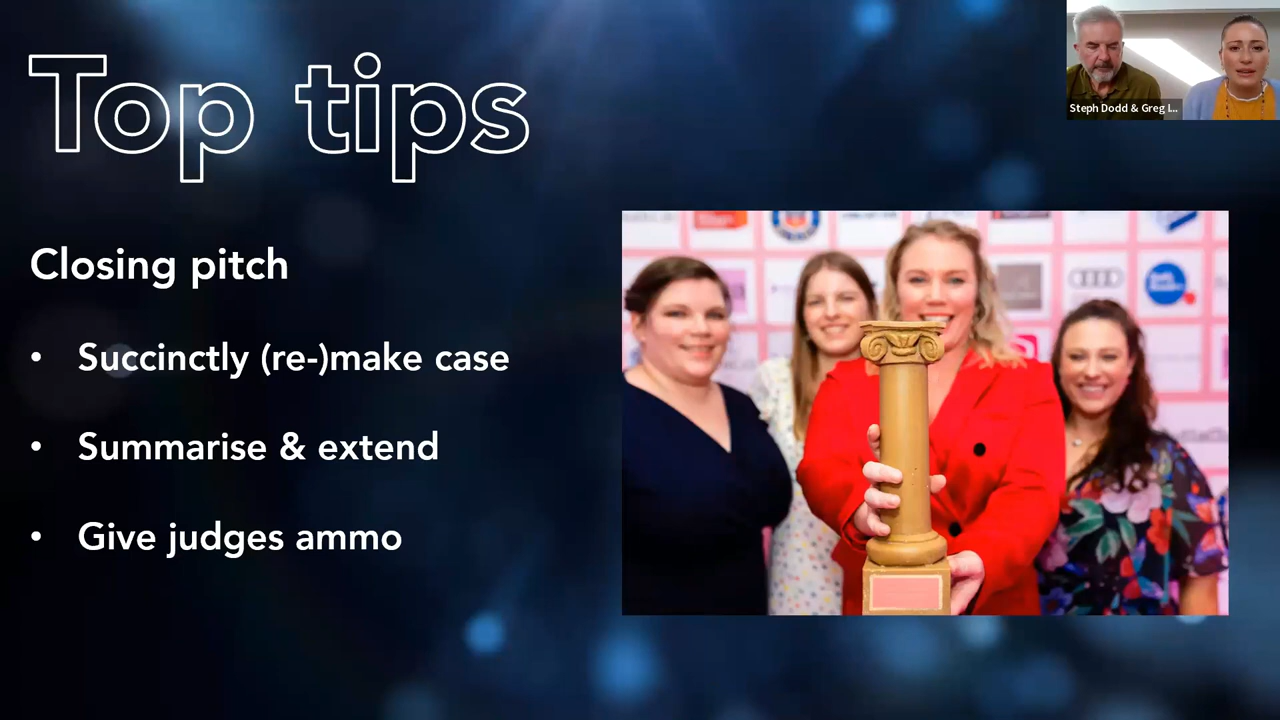 Top tips
Steph Dodd & Greg I...
Closing pitch
• Succinctly (re-)make case
• Summarise & extend
• Give judges ammo